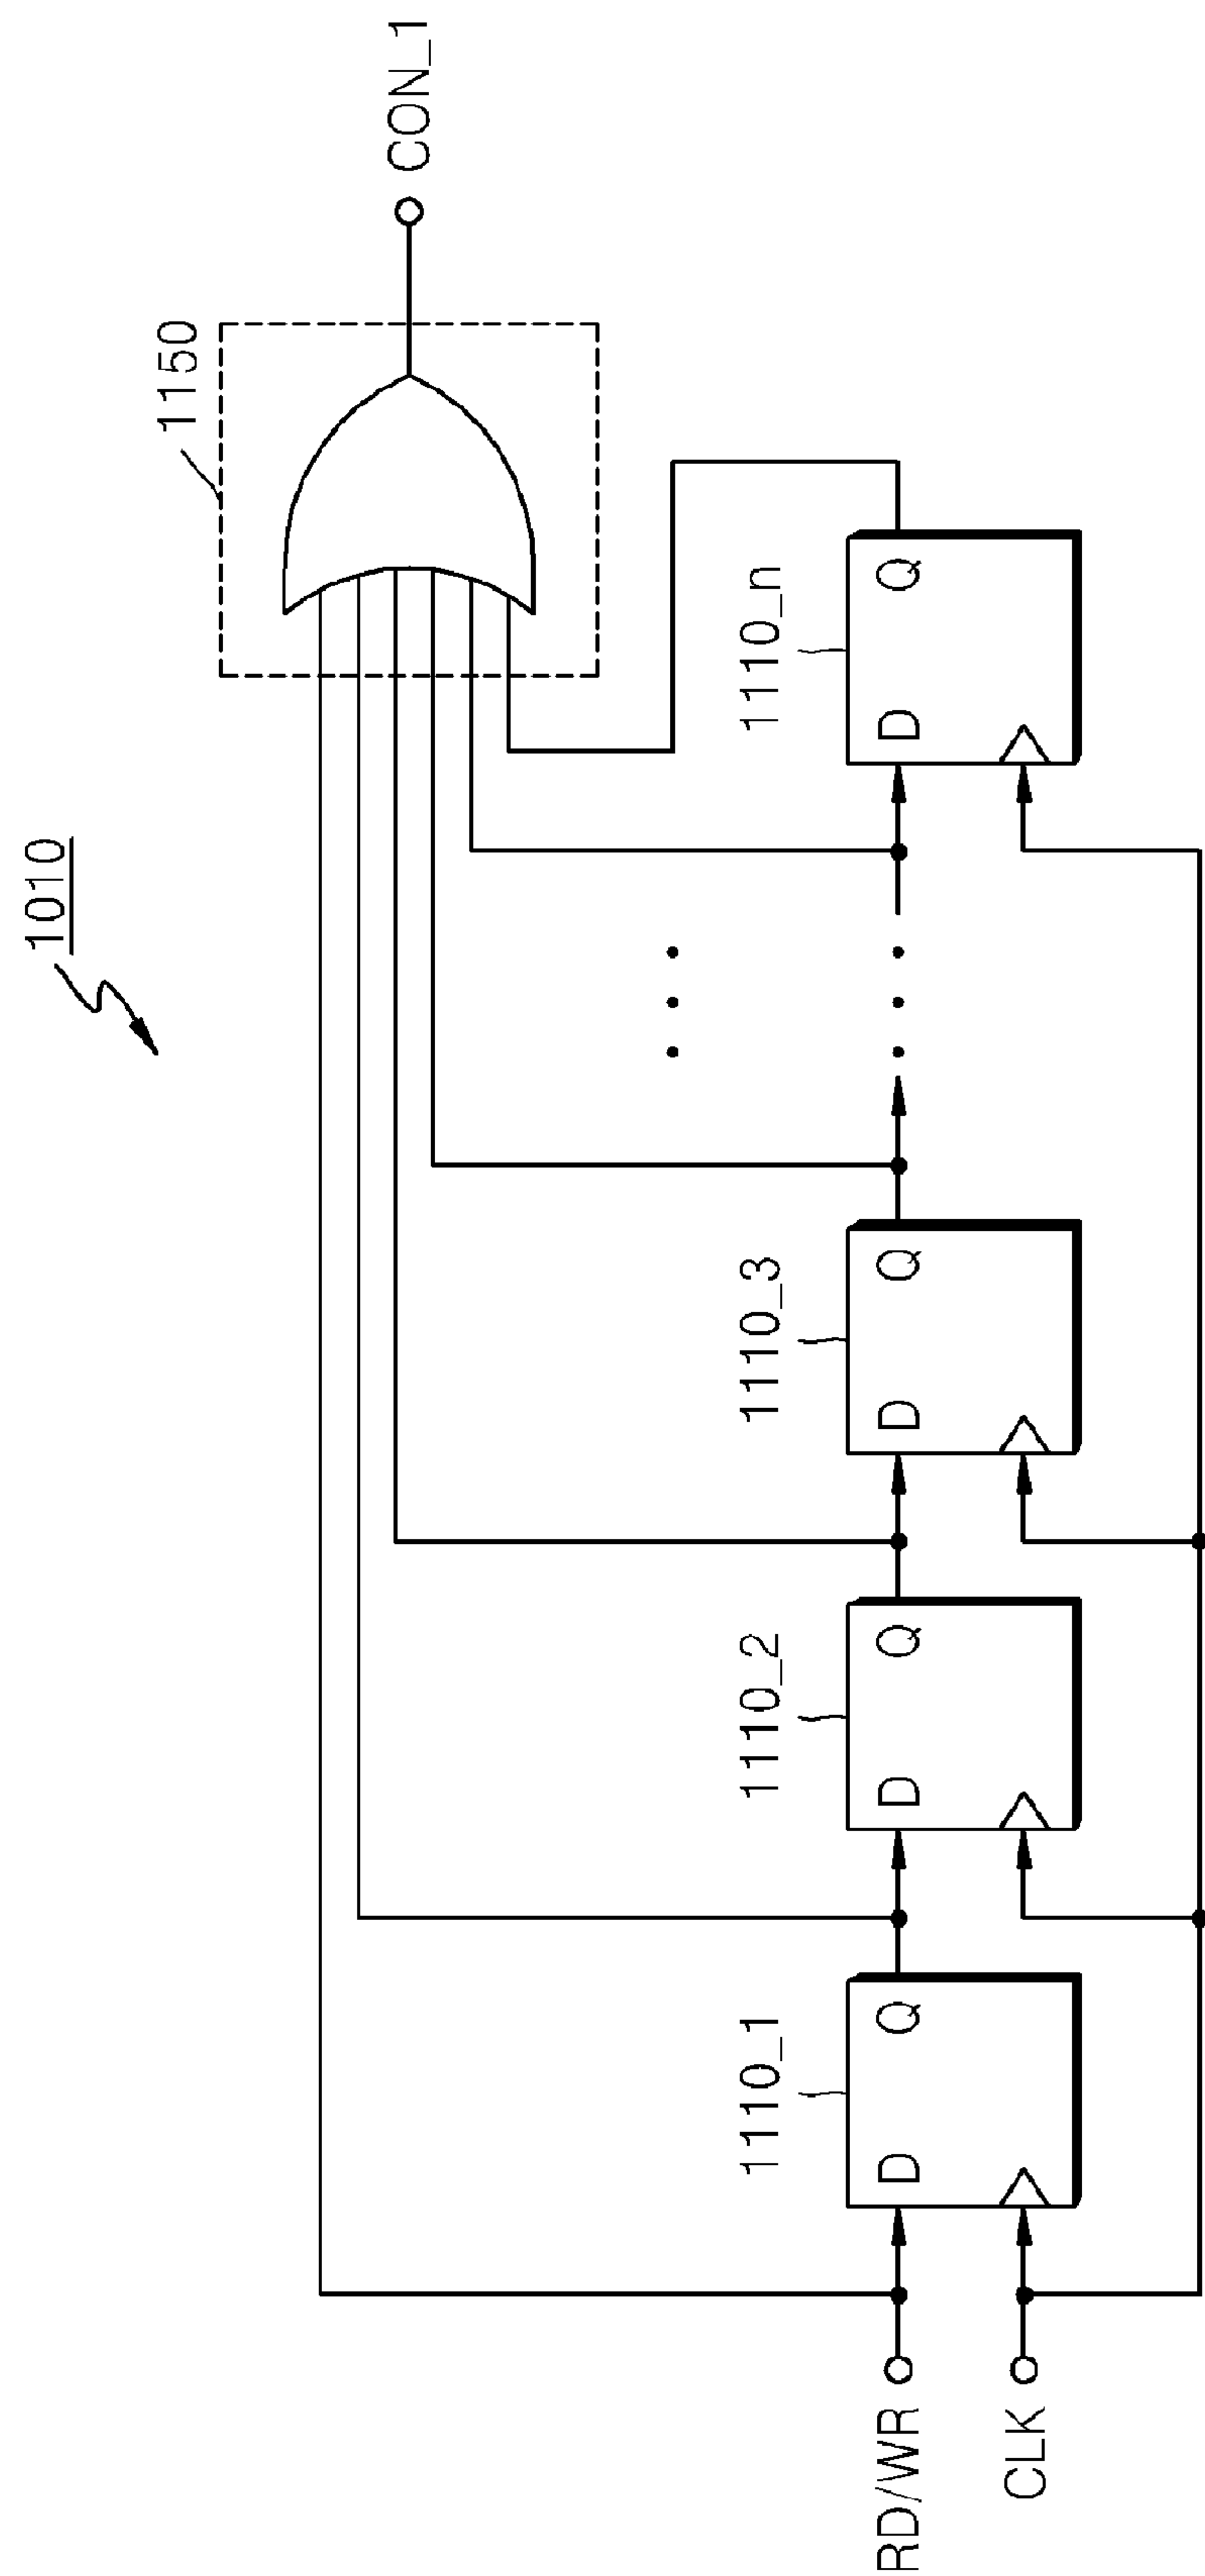 1010
1150
CON_1
1110_1
1110_2
1110_3
1110_n
D Q
D Q
D Q
D Q
RD/WR
CLK